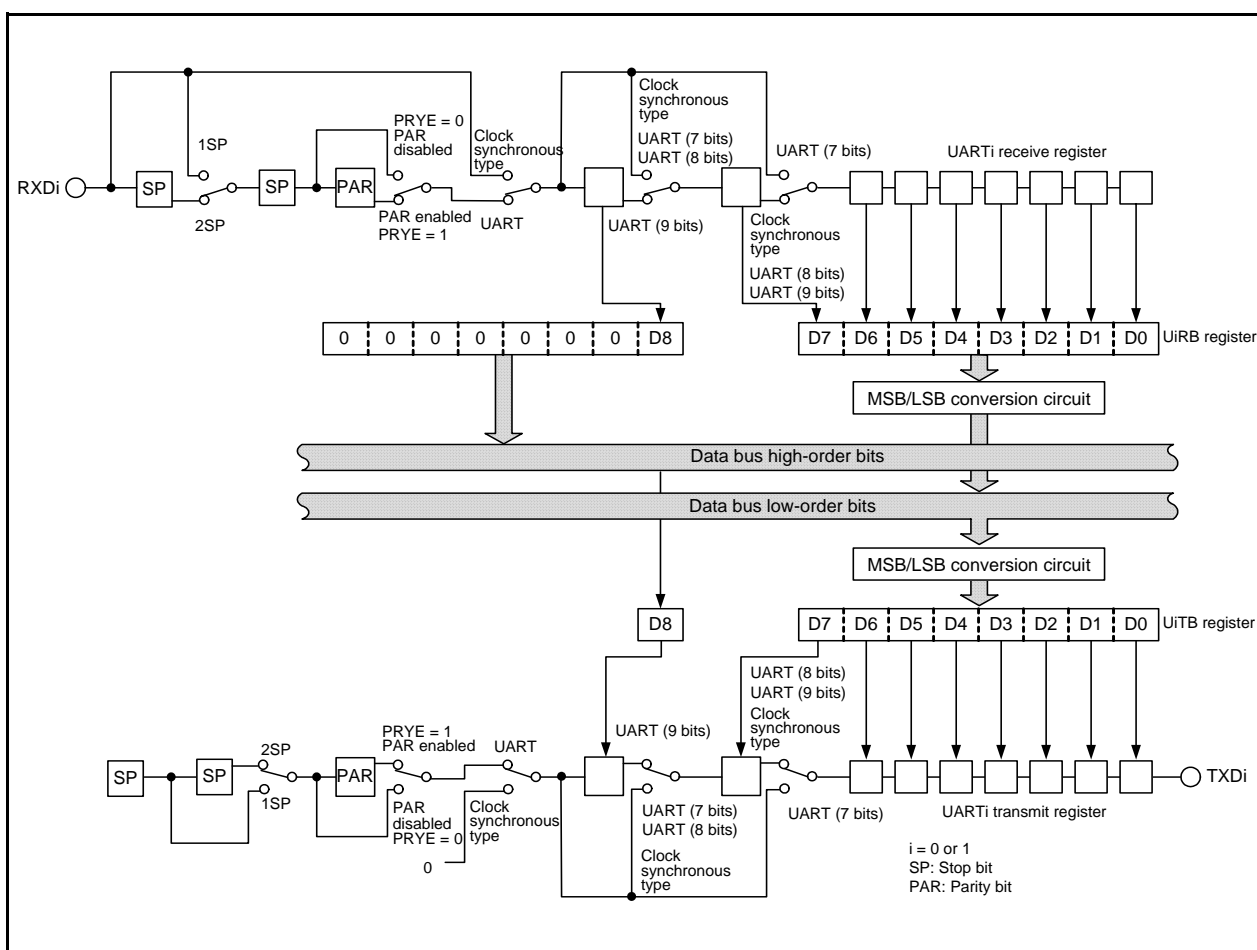 Clock
synchronous
type
PRYE = 0
PAR
disabled
Clock
synchronous
type
1SP
UART (7 bits)
UART (8 bits)
UART (7 bits)
UARTi receive register
RXDi
SP
SP
PAR
2SP
PAR enabled
PRYE = 1
UART
UART (9 bits)
Clock
synchronous
type
UART (8 bits)
UART (9 bits)
0 0 0 0 0 0 0 D8
D7 D6 D5 D4 D3 D2 D1 D0
UiRB register
MSB/LSB conversion circuit
Data bus high-order bits
Data bus low-order bits
MSB/LSB conversion circuit
D8
D7 D6 D5 D4 D3 D2 D1 D0
UiTB register
UART (8 bits)
UART (9 bits)
Clock
synchronous
type
PRYE = 1
PAR enabled
UART
UART (9 bits)
2SP
SP
SP
PAR
TXDi
1SP
PAR
disabled
PRYE = 0
Clock
synchronous
type
0
UART (7 bits)
UART (8 bits)
Clock
synchronous
type
UART (7 bits)
UARTi transmit register
i = 0 or 1
SP: Stop bit
PAR: Parity bit